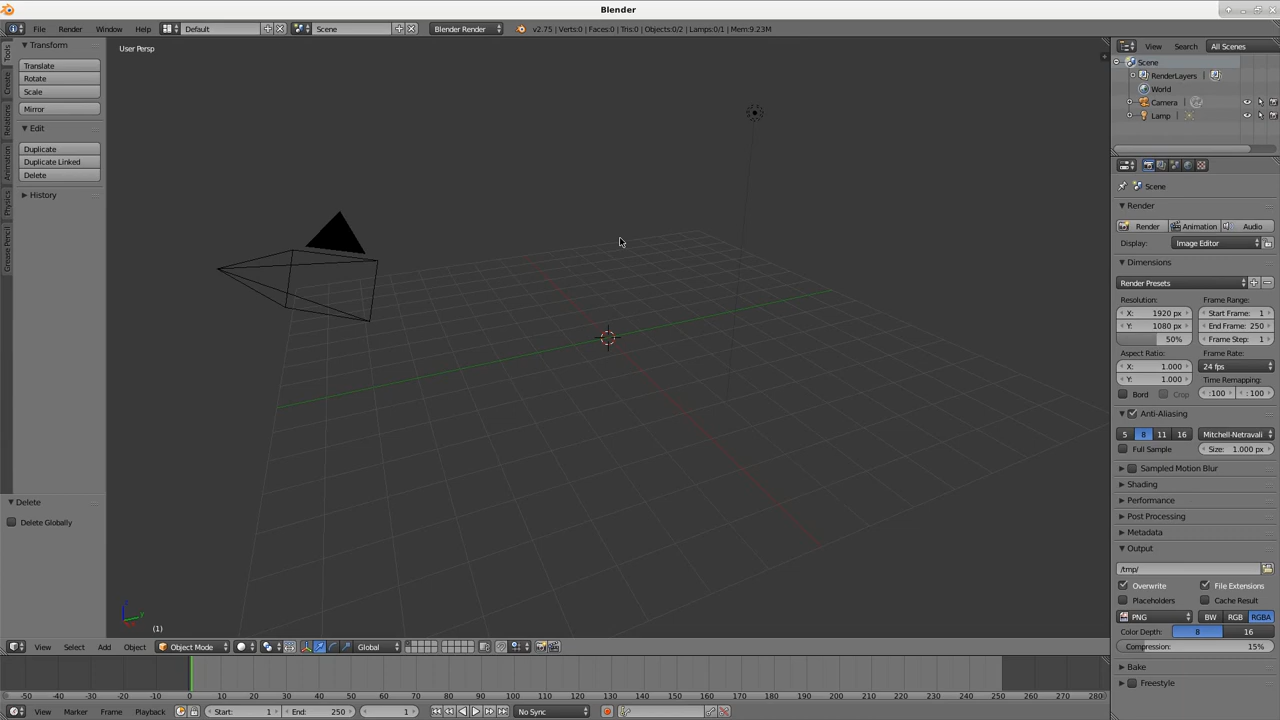 Blender
File Render Window Help Default Scene Blender Render v2.75 | Verts:0 | Faces:0 | Tris:0 | Objects:0/2 | Lamps:0/1 | Mem:9.23M
Tools
Create
Relations
Animation
Physics
Grease Pencil
Transform
Translate
Rotate
Scale
Mirror
Edit
Duplicate
Duplicate Linked
Delete
History
Delete
Delete Globally
User Persp
(1)
View Search All Scenes
Scene
RenderLayers
World
Camera
Lamp
Scene
Render
Render Animation Audio
Display: Image Editor
Dimensions
Render Presets
Resolution: Frame Range:
X: 1920 px Start Frame: 1
Y: 1080 px End Frame: 250
50% Frame Step: 1
Aspect Ratio: Frame Rate:
X: 1.000 24 fps
Y: 1.000 Time Remapping:
Bord Crop :100 : 100
Anti-Aliasing
5 8 11 16 Mitchell-Netravali
Full Sample Size: 1.000 px
Sampled Motion Blur
Shading
Performance
Post Processing
Metadata
Output
/tmp/
Overwrite File Extensions
Placeholders Cache Result
PNG BW RGB RGBA
Color Depth: 8 16
Compression: 15%
Bake
Freestyle
View Select Add Object Object Mode Global
-50 -40 -30 -20 -10 0 10 20 30 40 50 60 70 80 90 100 110 120 130 140 150 160 170 180 190 200 210 220 230 240 250 260 270 280
View Marker Frame Playback Start: 1 End: 250 1 No Sync